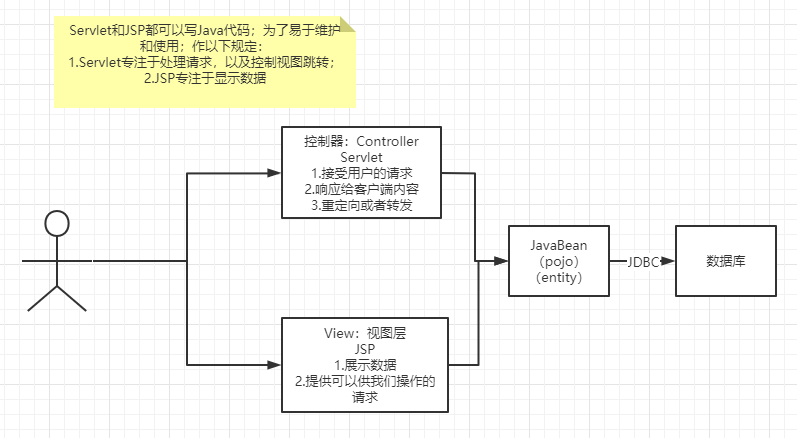 Servlet和JSP都可以写Java代码；为了易于维护
和使用；作以下规定：
1.Servlet专注于处理请求，以及控制视图跳转；
2.JSP专注于显示数据
控制器：Controller
Servlet
1.接受用户的请求
2.响应给客户端内容
3.重定向或者转发
JavaBean
（pojo）
（entity）
JDBC
数据库
View：视图层
JSP
1.展示数据
2.提供可以供我们操作的
请求